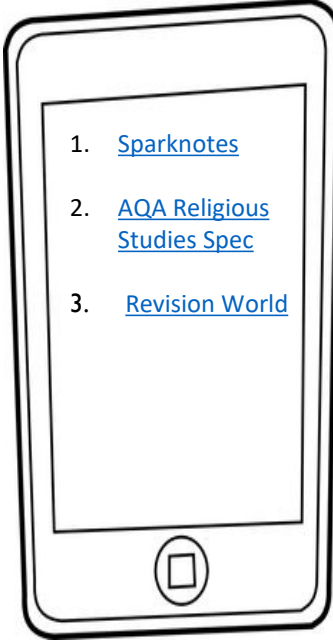 1. Sparknotes
2. AQA Religious
Studies Spec
3. Revision World